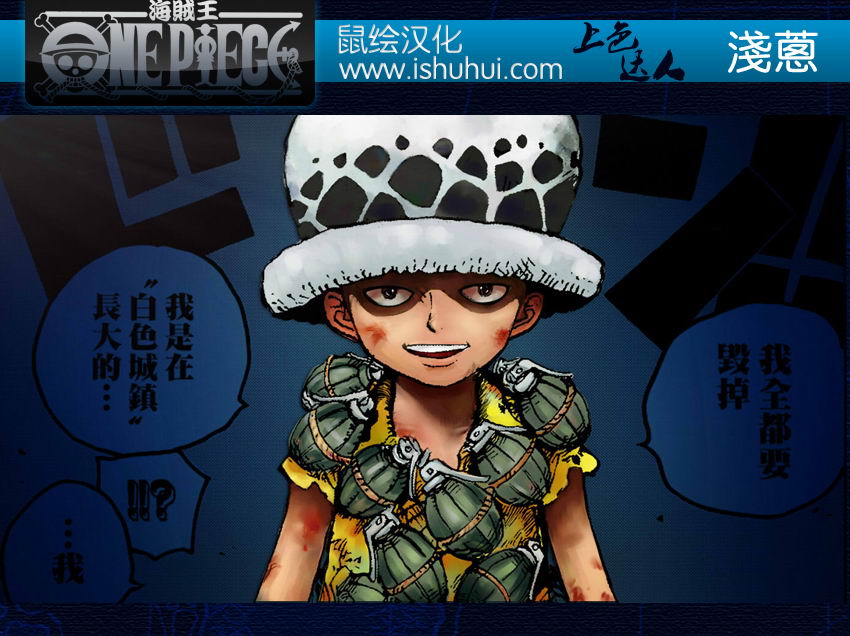 海賊王
ONE PIECE
鼠绘汉化
www.ishuhui.com
上色
达人
淺蔥
我全都要
毀掉
我是在
"白色城鎮"
長大的…
!!?
…我